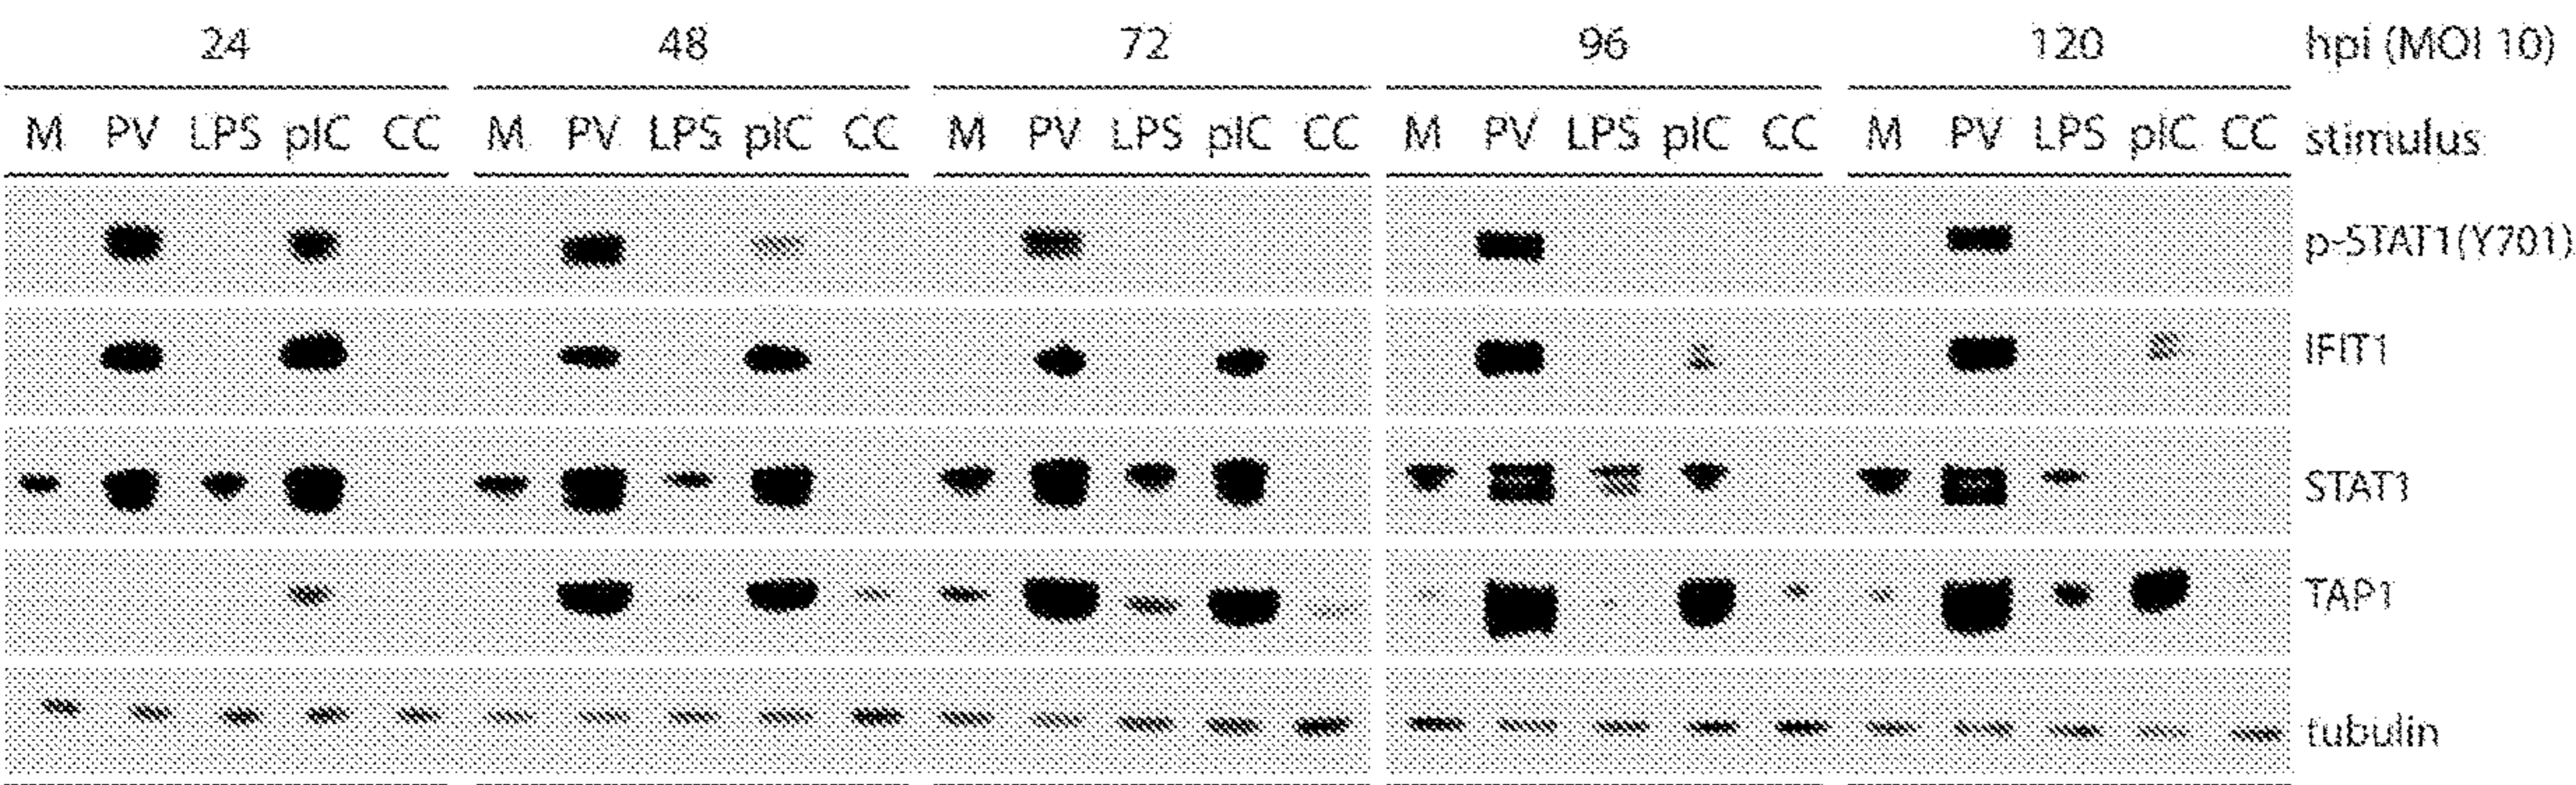 24 48 72 96 120 hpi (MOI 10)
M PV LPS pIC CC M PV LPS pIC CC M PV LPS pIC CC M PV LPS pIC CC M PV LPS pIC CC stimulus
p-STAT1(Y701)
IFIT1
STAT1
TAP1
tubulin